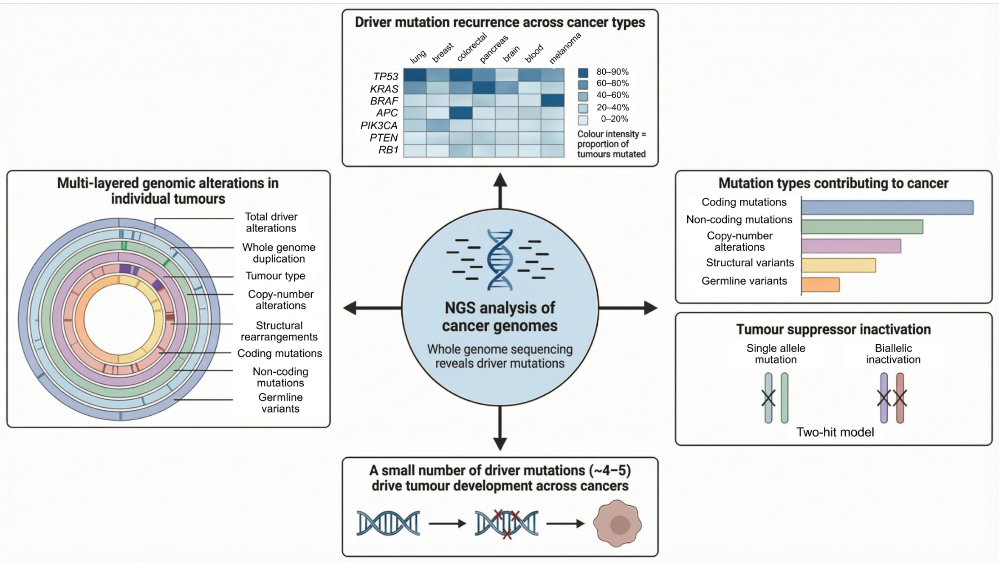 Driver mutation recurrence across cancer types
lung
breast
colorectal
pancreas
brain
blood
melanoma
TP53
KRAS
BRAF
APC
PIK3CA
PTEN
RB1
80–90%
60–80%
40–60%
20–40%
0–20%
Colour intensity =
proportion of
tumours mutated
Multi-layered genomic alterations in
individual tumours
Total driver
alterations
Whole genome
duplication
Tumour type
Copy-number
alterations
Structural
rearrangements
Coding mutations
Non-coding
mutations
Germline
variants
NGS analysis of
cancer genomes
Whole genome sequencing
reveals driver mutations
Mutation types contributing to cancer
Coding mutations
Non-coding mutations
Copy-number
alterations
Structural variants
Germline variants
Tumour suppressor inactivation
Single allele
mutation
Biallelic
inactivation
Two-hit model
A small number of driver mutations (~4–5)
drive tumour development across cancers